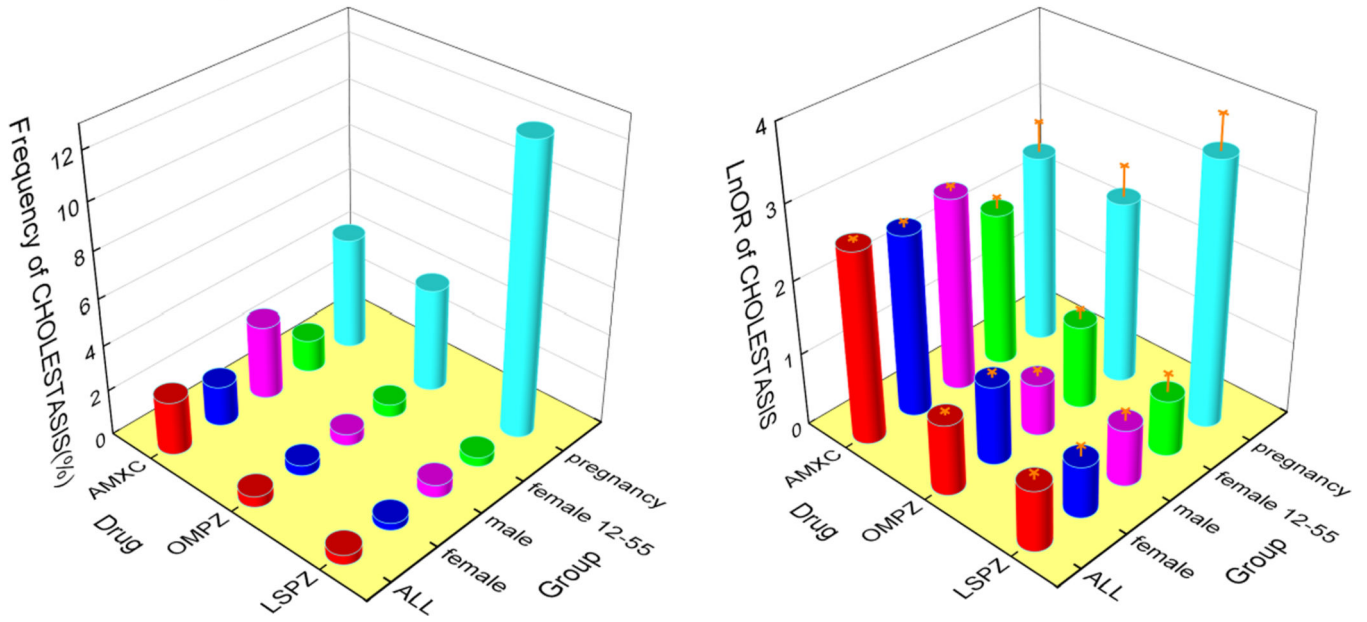 Frequency of CHOLESTASIS(%)
12
10
8
6
4
2
0
AMXC
OMPZ
LSPZ
Drug
pregnancy
female 12-55
male
female
ALL
Group
LnOR of CHOLESTASIS
4
3
2
1
0
AMXC
OMPZ
LSPZ
Drug
pregnancy
female 12-55
male
female
ALL
Group